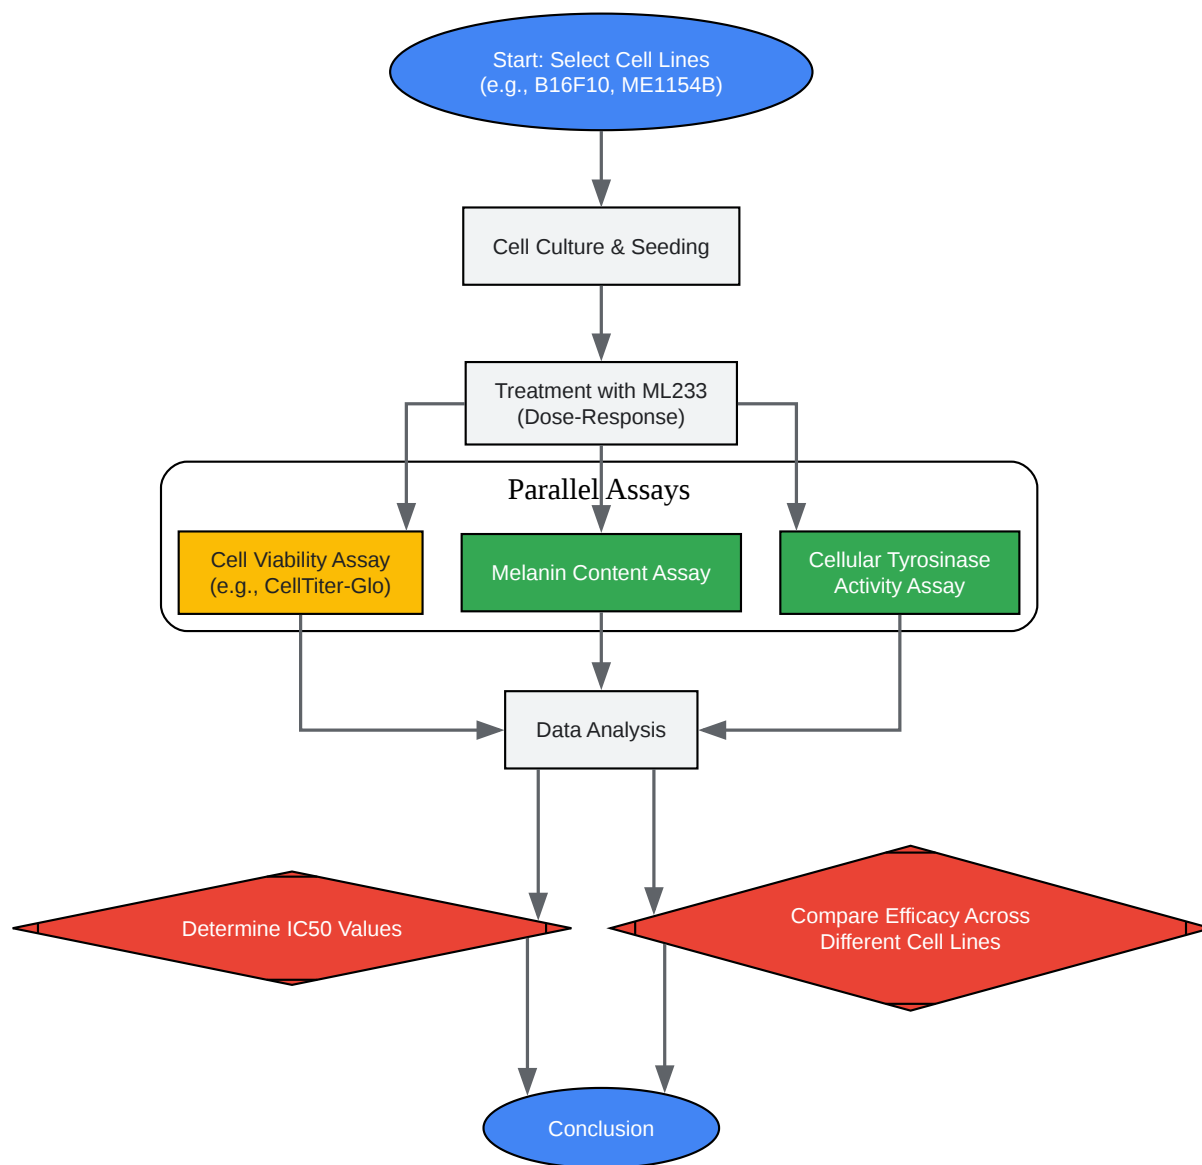 Start: Select Cell Lines
(e.g., B16F10, ME1154B)
Cell Culture & Seeding
Treatment with ML233
(Dose-Response)
Parallel Assays
Cell Viability Assay
(e.g., CellTiter-Glo)
Melanin Content Assay
Cellular Tyrosinase
Activity Assay
Data Analysis
Determine IC50 Values
Compare Efficacy Across
Different Cell Lines
Conclusion